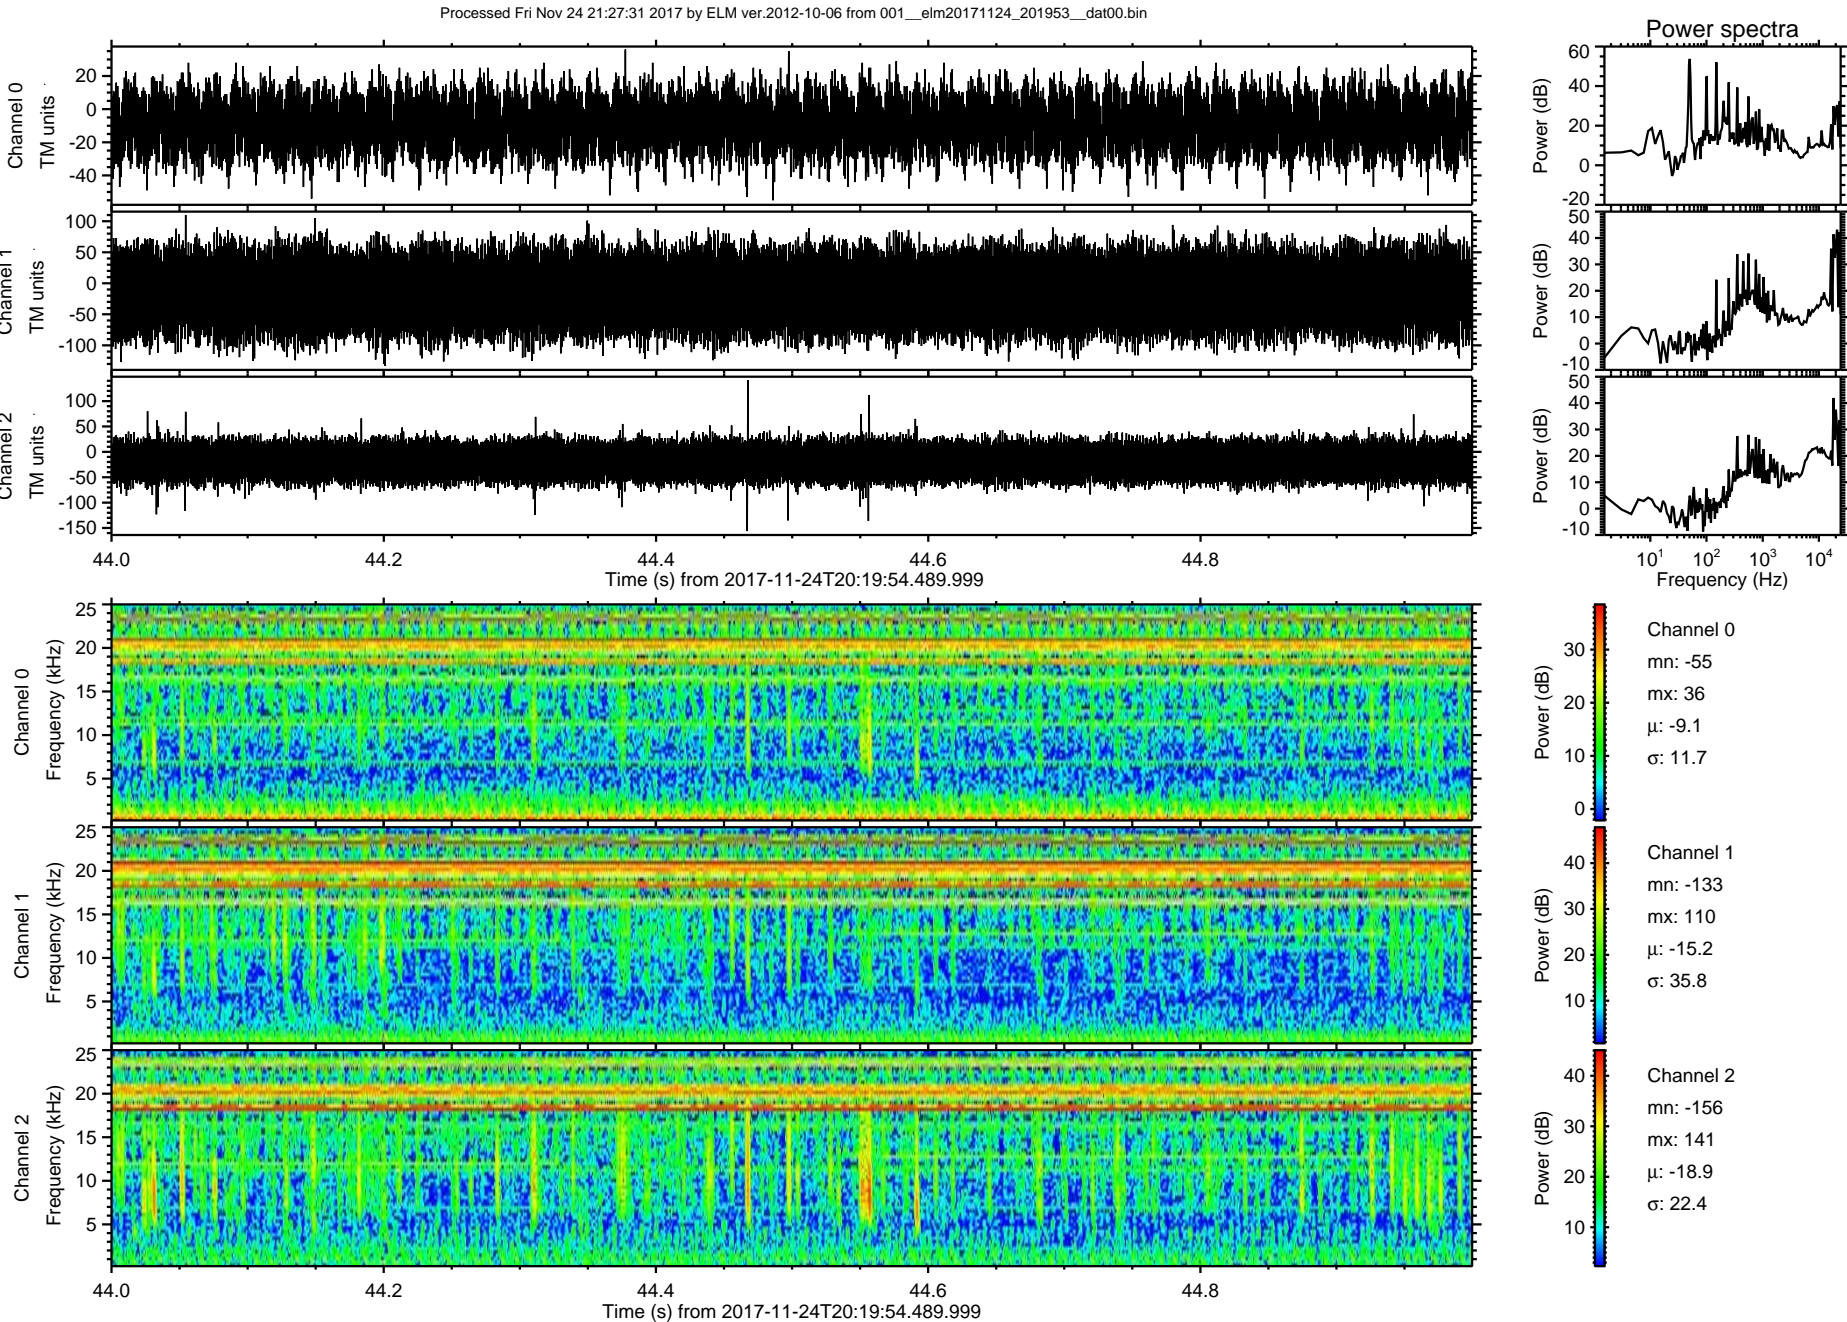 Processed Fri Nov 24 21:27:31 2017 by ELM ver.2012-10-06 from 001__elm20171124_201953__dat00.bin
Power spectra
Channel 0
TM units
20
0
-20
-40
Power (dB)
60
40
20
0
-20
Channel 1
TM units
100
50
0
-50
-100
Power (dB)
50
40
30
20
10
0
-10
Channel 2
TM units
100
50
0
-50
-100
-150
Power (dB)
50
40
30
20
10
0
-10
44.0 44.2 44.4 44.6 44.8
Time (s) from 2017-11-24T20:19:54.489.999
10^1 10^2 10^3 10^4
Frequency (Hz)
Channel 0
Frequency (kHz)
25
20
15
10
5
Power (dB)
30
20
10
0
Channel 0
mn: -55
mx: 36
μ: -9.1
σ: 11.7
Channel 1
Frequency (kHz)
25
20
15
10
5
Power (dB)
40
30
20
10
Channel 1
mn: -133
mx: 110
μ: -15.2
σ: 35.8
Channel 2
Frequency (kHz)
25
20
15
10
5
Power (dB)
40
30
20
10
Channel 2
mn: -156
mx: 141
μ: -18.9
σ: 22.4
44.0 44.2 44.4 44.6 44.8
Time (s) from 2017-11-24T20:19:54.489.999